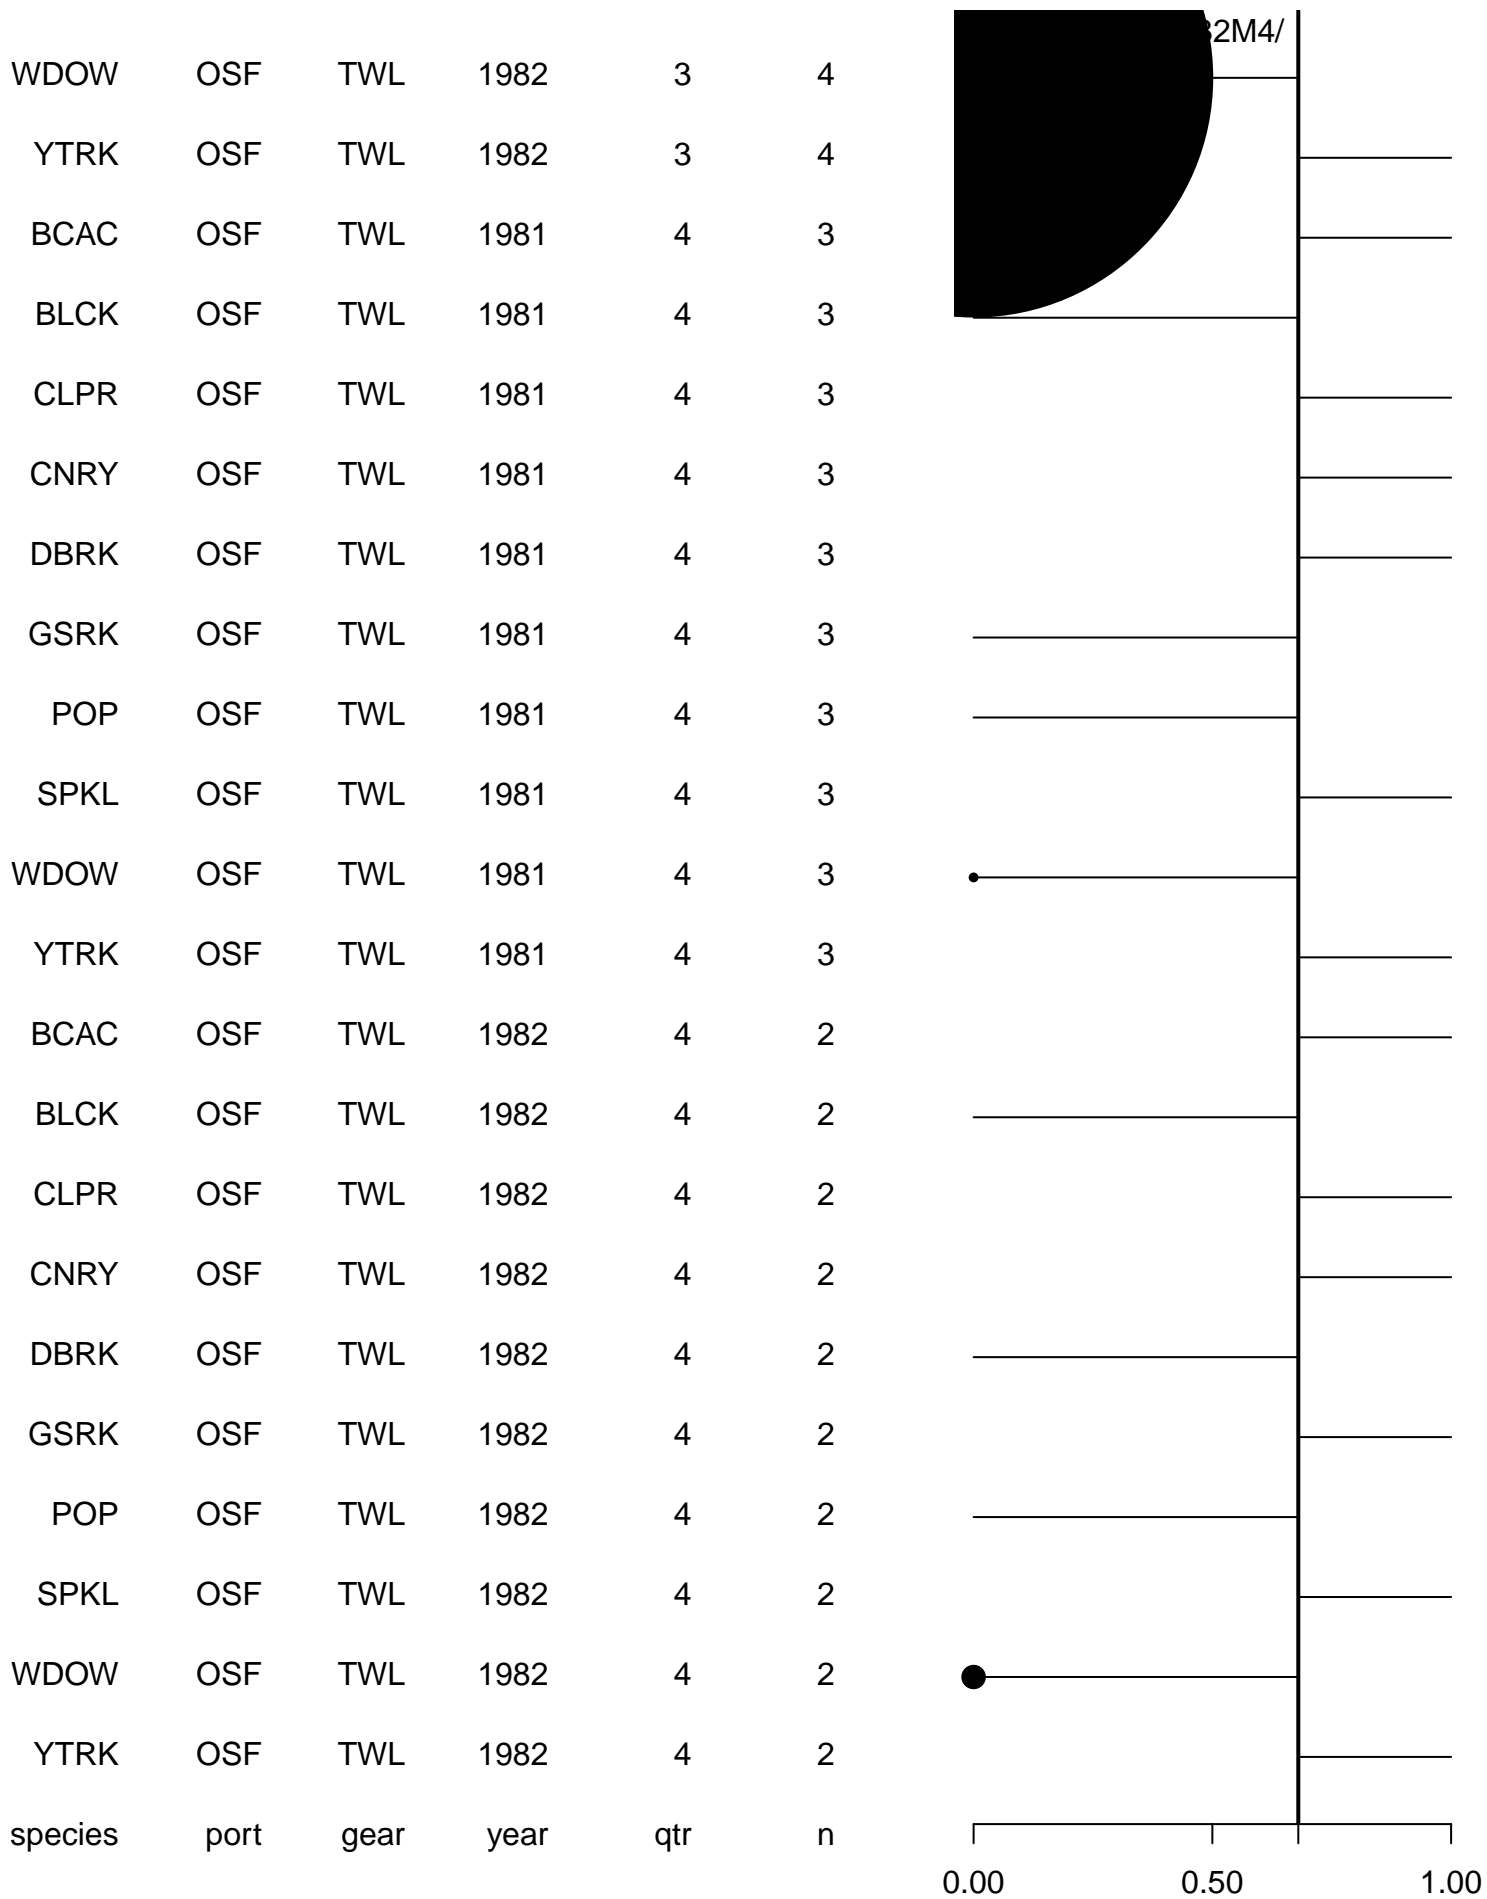 2M4/
WDOW OSF TWL 1982 3 4
YTRK OSF TWL 1982 3 4
BCAC OSF TWL 1981 4 3
BLCK OSF TWL 1981 4 3
CLPR OSF TWL 1981 4 3
CNRY OSF TWL 1981 4 3
DBRK OSF TWL 1981 4 3
GSRK OSF TWL 1981 4 3
POP OSF TWL 1981 4 3
SPKL OSF TWL 1981 4 3
WDOW OSF TWL 1981 4 3
YTRK OSF TWL 1981 4 3
BCAC OSF TWL 1982 4 2
BLCK OSF TWL 1982 4 2
CLPR OSF TWL 1982 4 2
CNRY OSF TWL 1982 4 2
DBRK OSF TWL 1982 4 2
GSRK OSF TWL 1982 4 2
POP OSF TWL 1982 4 2
SPKL OSF TWL 1982 4 2
WDOW OSF TWL 1982 4 2
YTRK OSF TWL 1982 4 2
species port gear year qtr n
0.00 0.50 1.00